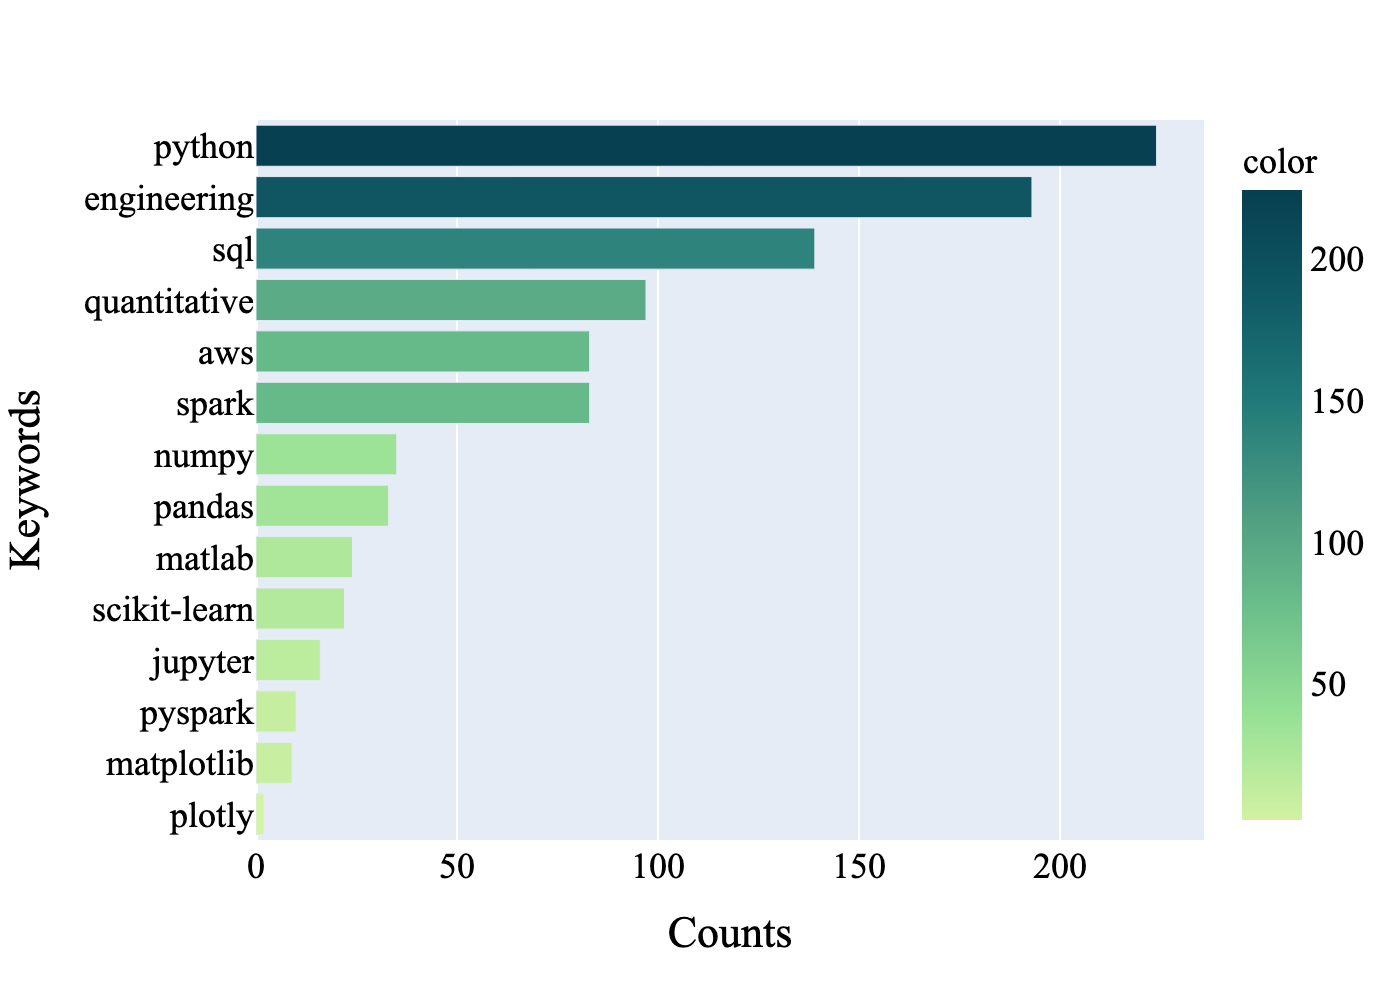 python
engineering
sql
quantitative
aws
spark
numpy
pandas
matlab
scikit-learn
jupyter
pyspark
matplotlib
plotly
Keywords
0 50 100 150 200
Counts
color
200
150
100
50